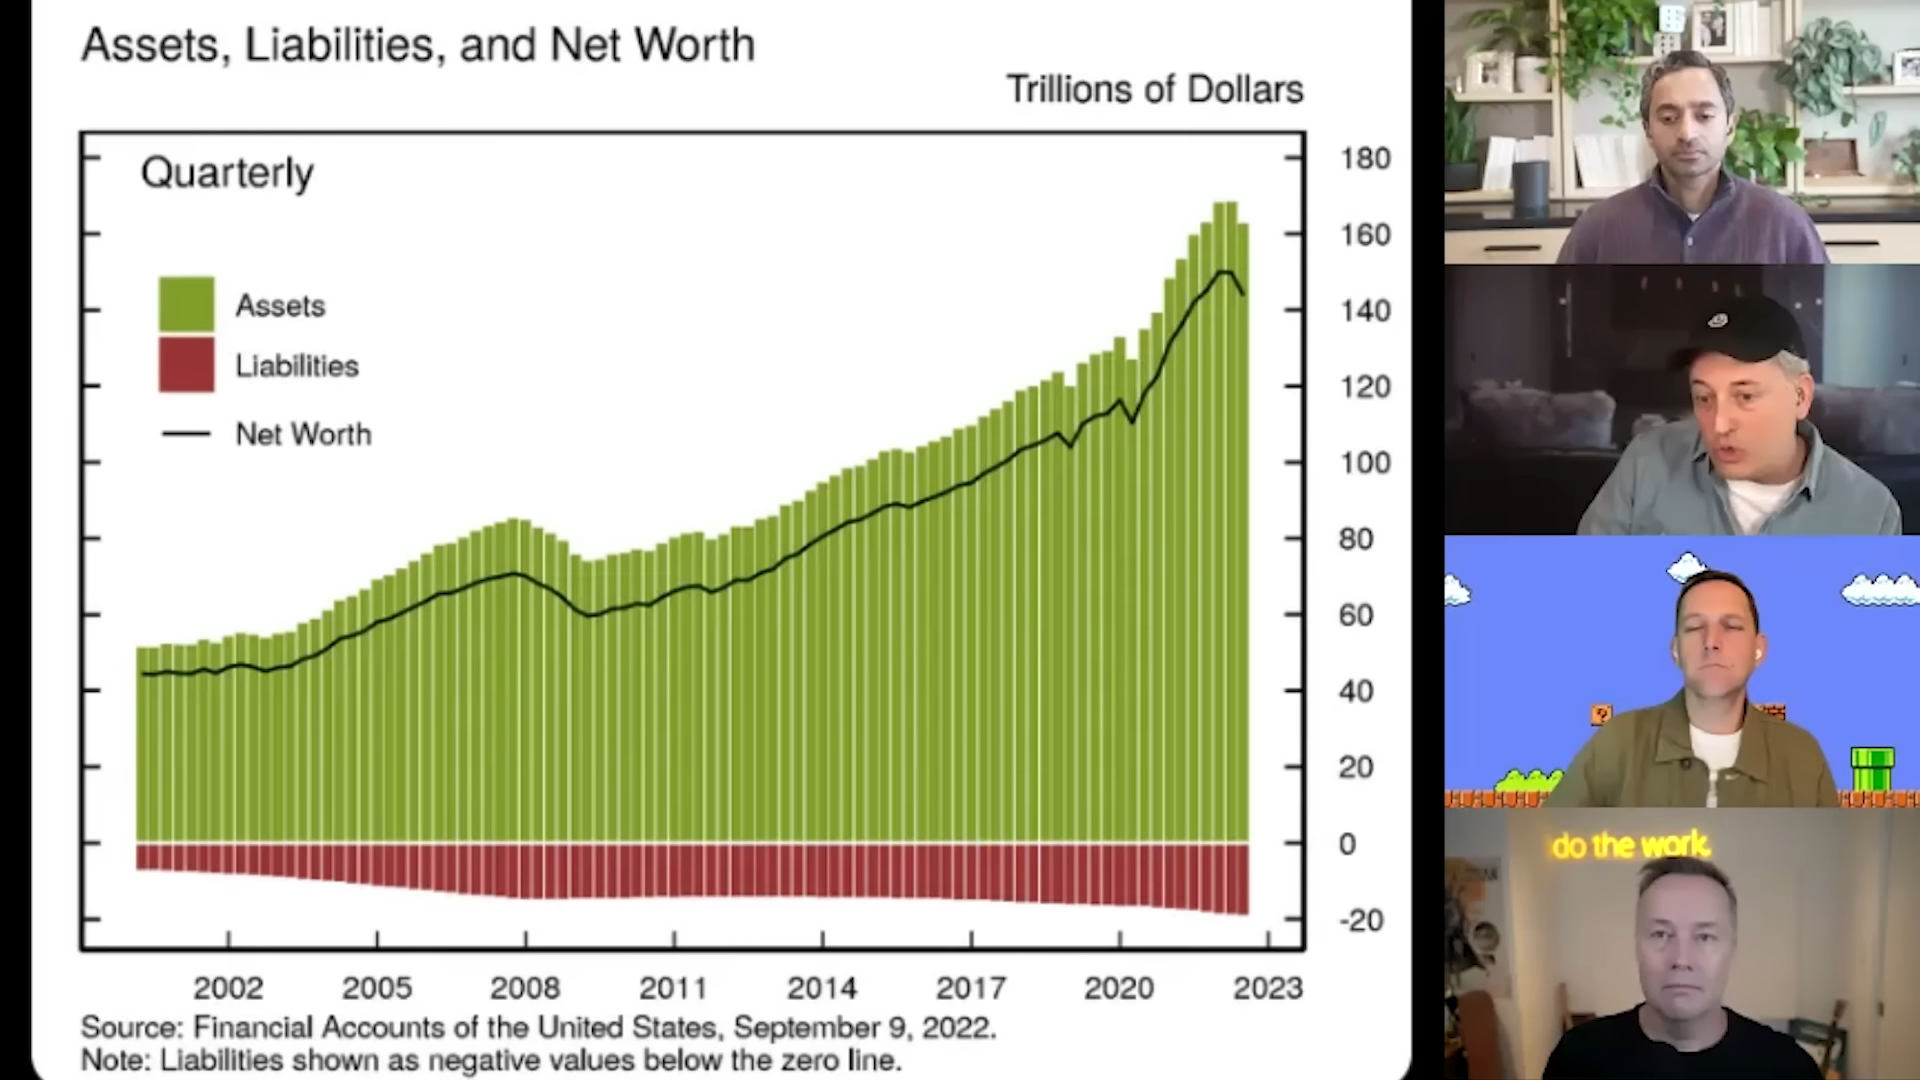 Assets, Liabilities, and Net Worth
Trillions of Dollars
Quarterly
Assets
Liabilities
Net Worth
180
160
140
120
100
80
60
40
20
0
-20
2002 2005 2008 2011 2014 2017 2020 2023
Source: Financial Accounts of the United States, September 9, 2022.
Note: Liabilities shown as negative values below the zero line.
?
do the work.